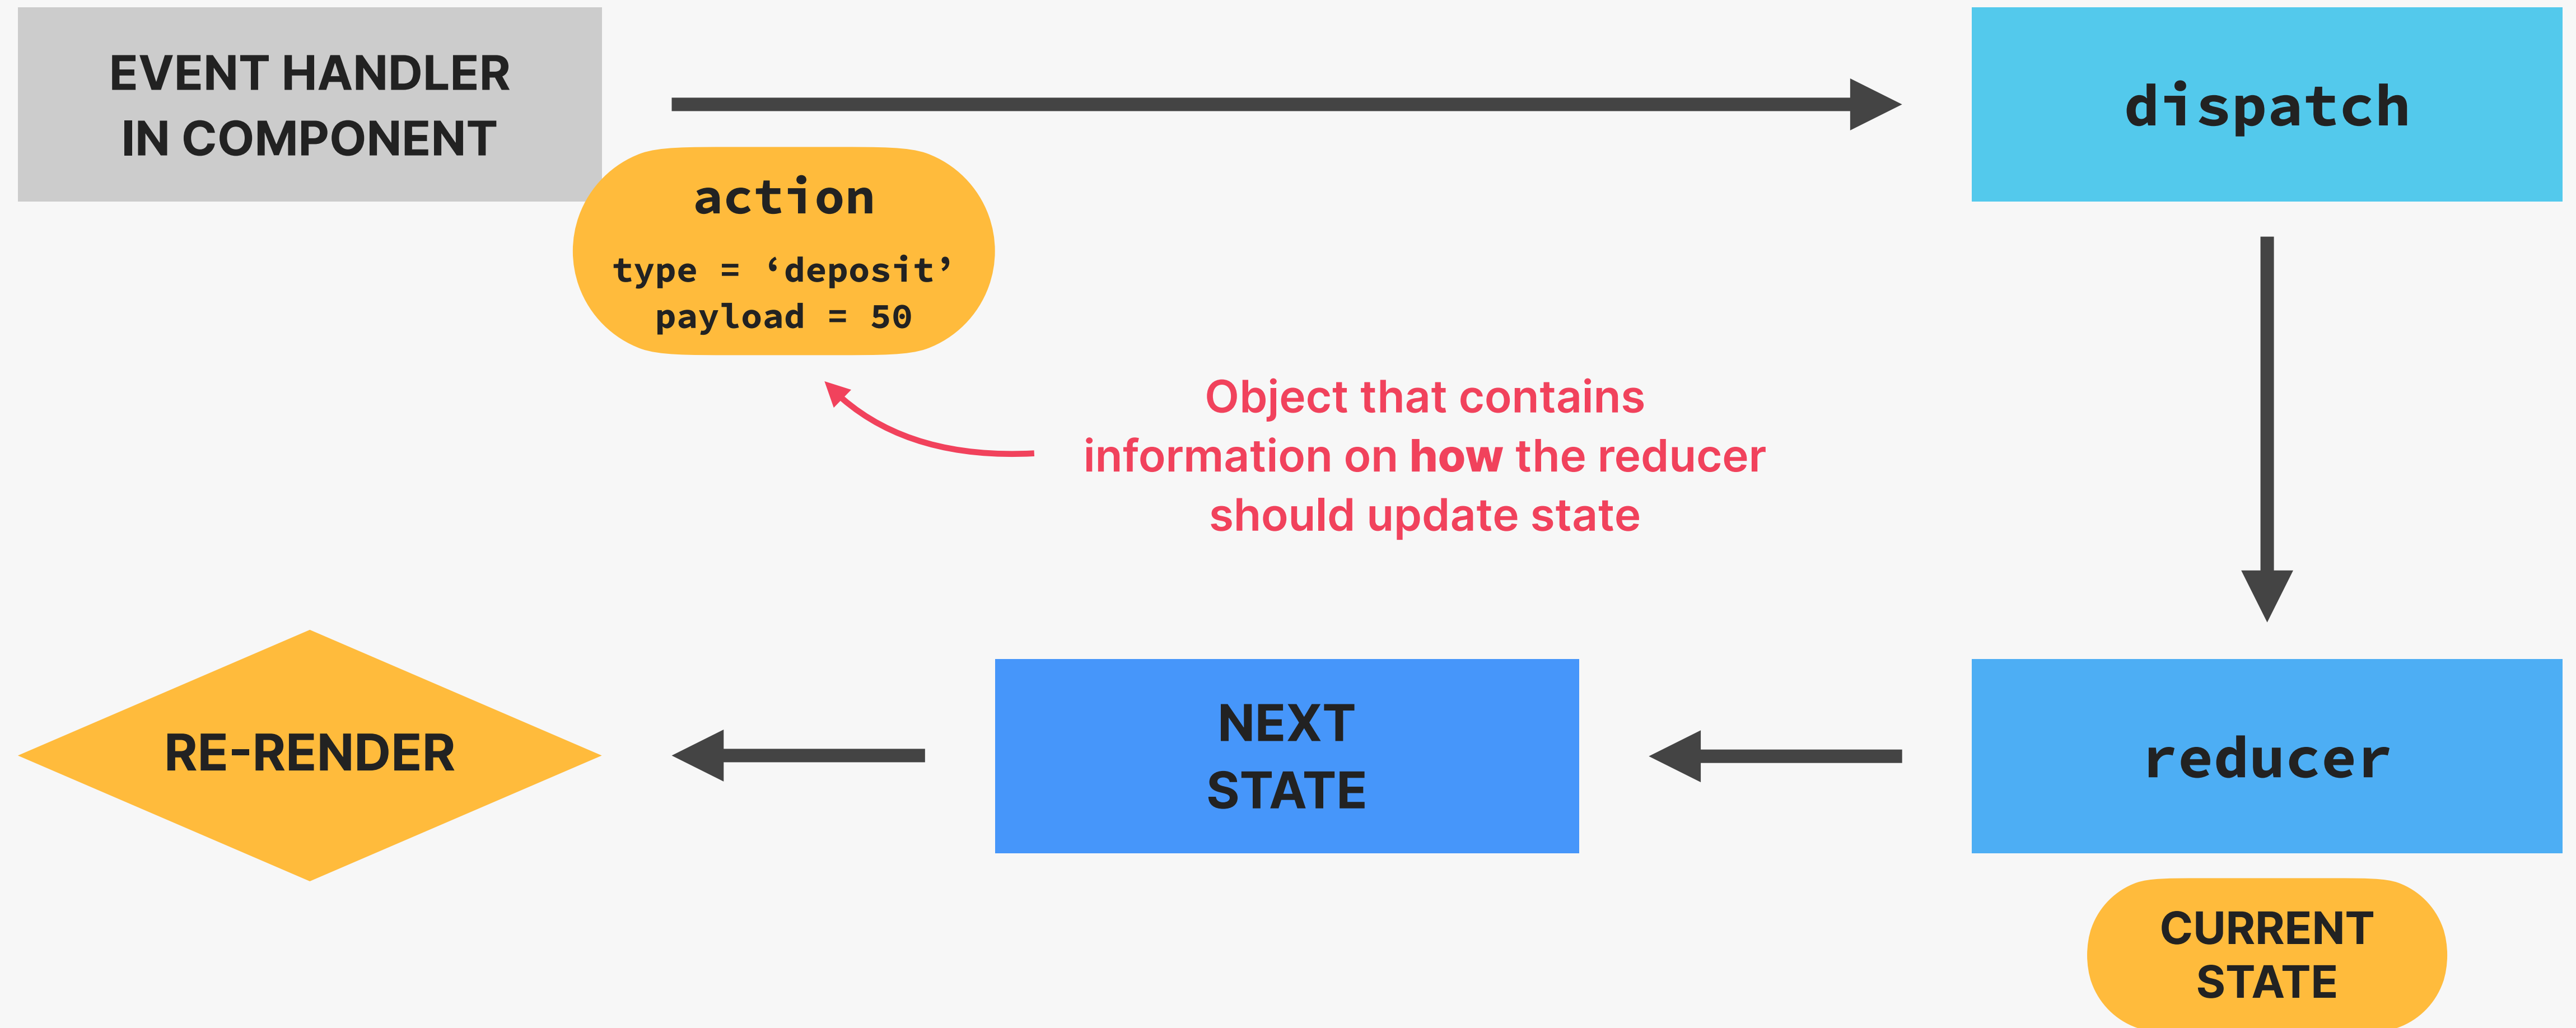 EVENT HANDLER
IN COMPONENT
dispatch
action
type = ‘deposit’
payload = 50
Object that contains
information on how the reducer
should update state
RE-RENDER
NEXT
STATE
reducer
CURRENT
STATE